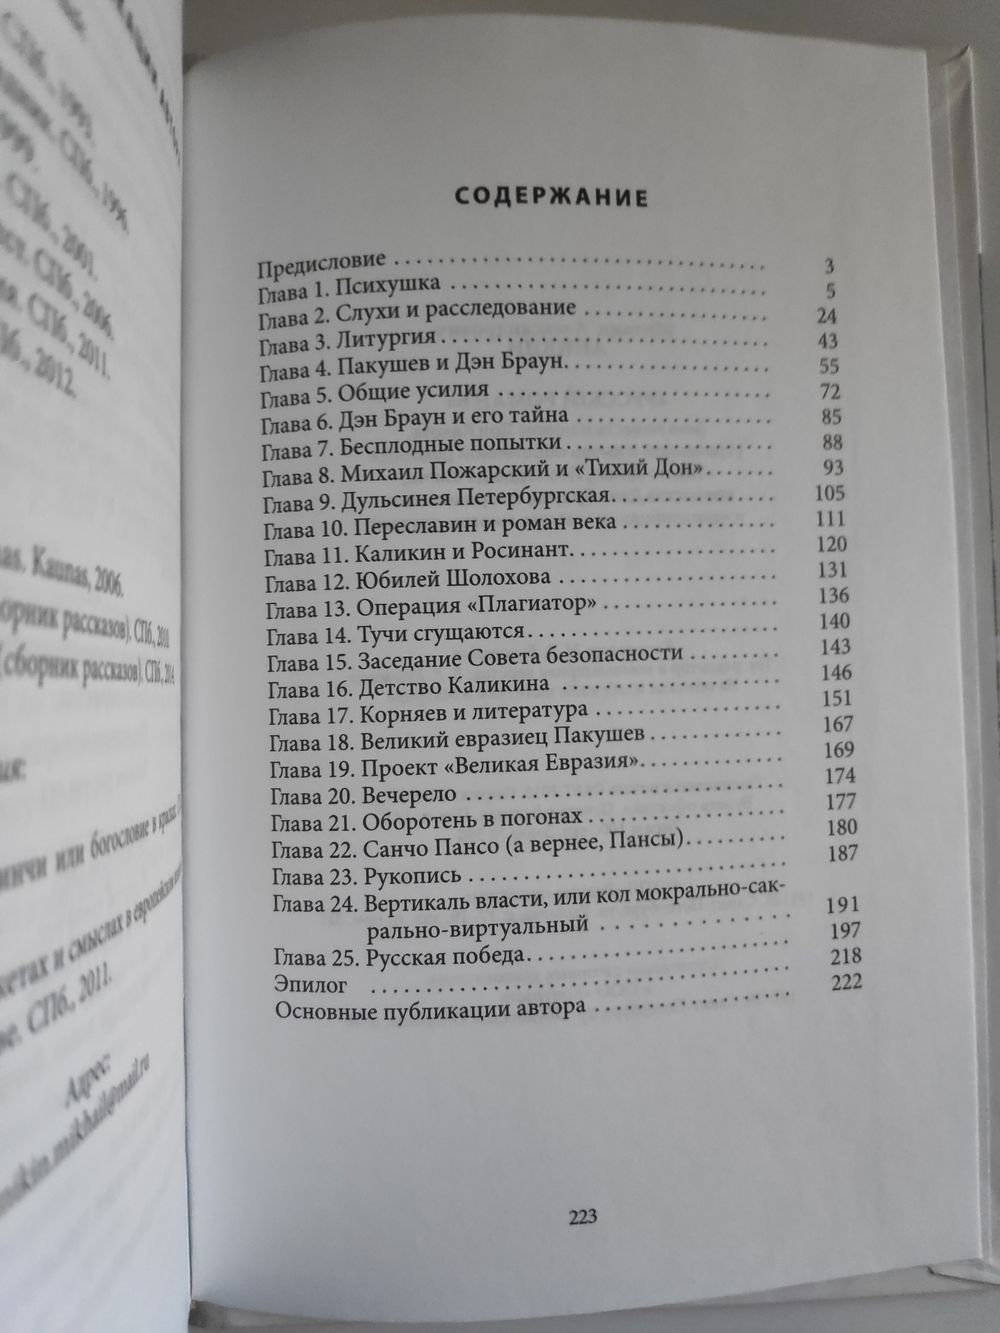 СПб., 1995.
СПб., 1996.
1999.
СПб., 2001.
СПб., 2006.
СПб., 2011.
2012.
Kaunas, 2006.
рассказов). СПб., 2010.
(сборник рассказов). СПб., 2014.
или богословие в
и смыслах в европейском
СПб., 2011.
Адрес:
СОДЕРЖАНИЕ
Предисловие 3
Глава 1. Психушка 5
Глава 2. Слухи и расследование 24
Глава 3. Литургия 43
Глава 4. Пакушев и Дэн Браун 55
Глава 5. Общие усилия 72
Глава 6. Дэн Браун и его тайна 85
Глава 7. Бесплодные попытки 88
Глава 8. Михаил Пожарский и «Тихий Дон» 93
Глава 9. Дульсинея Петербургская 105
Глава 10. Переславин и роман века 111
Глава 11. Каликин и Росинант 120
Глава 12. Юбилей Шолохова 131
Глава 13. Операция «Плагиатор» 136
Глава 14. Тучи сгущаются 140
Глава 15. Заседание Совета безопасности 143
Глава 16. Детство Каликина 146
Глава 17. Корняев и литература 151
Глава 18. Великий евразиец Пакушев 167
Глава 19. Проект «Великая Евразия» 169
Глава 20. Вечерело 174
Глава 21. Оборотень в погонах 177
Глава 22. Санчо Пансо (а вернее, Пансы) 180
Глава 23. Рукопись 187
Глава 24. Вертикаль власти, или кол мокрально-сак-
рально-виртуальный 191
Глава 25. Русская победа 197
Эпилог 218
Основные публикации автора 222
223